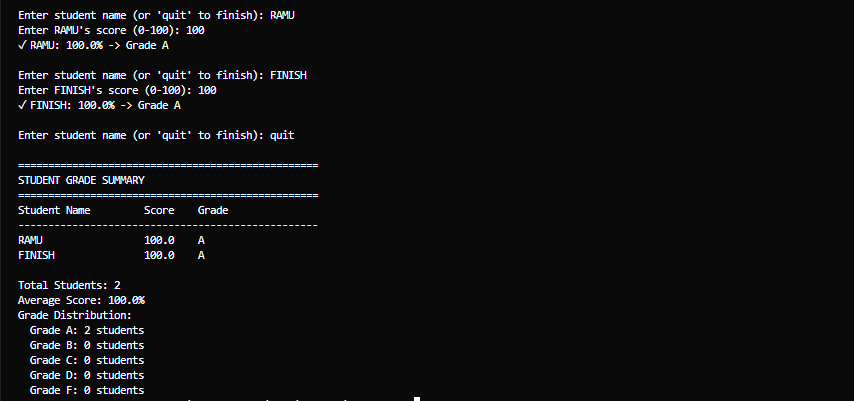 Enter student name (or 'quit' to finish): RAMU
Enter RAMU's score (0-100): 100
✓ RAMU: 100.0% -> Grade A
Enter student name (or 'quit' to finish): FINISH
Enter FINISH's score (0-100): 100
✓ FINISH: 100.0% -> Grade A
Enter student name (or 'quit' to finish): quit
==================================================
STUDENT GRADE SUMMARY
==================================================
Student Name         Score    Grade
--------------------------------------------------
RAMU                 100.0    A
FINISH               100.0    A
Total Students: 2
Average Score: 100.0%
Grade Distribution:
  Grade A: 2 students
  Grade B: 0 students
  Grade C: 0 students
  Grade D: 0 students
  Grade F: 0 students